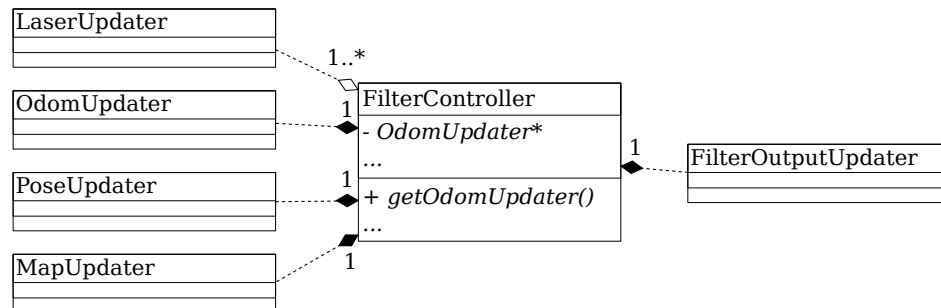 LaserUpdater
1..*
OdomUpdater
1
FilterController
- OdomUpdater*
...
+ getOdomUpdater()
...
1
FilterOutputUpdater
PoseUpdater
1
MapUpdater
1